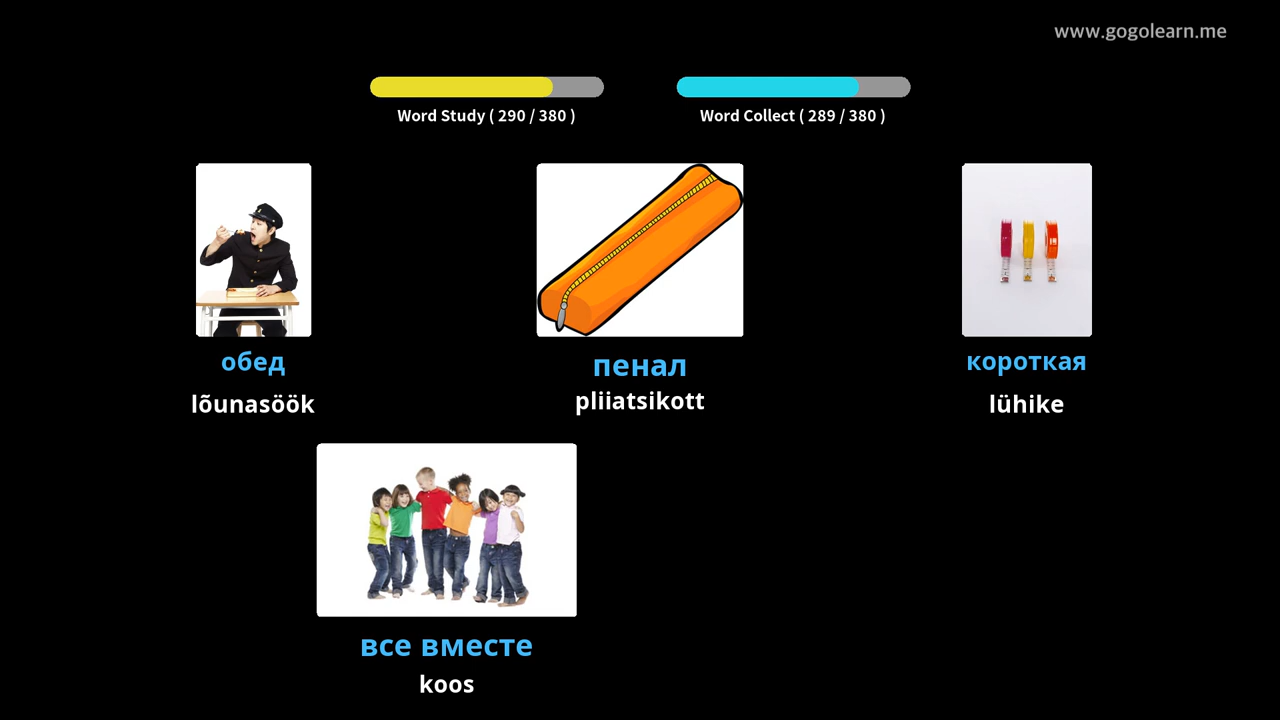 www.gogolearn.me
Word Study ( 290 / 380 )
Word Collect ( 289 / 380 )
обед
пенал
короткая
lõunasöök
pliiatsikott
lühike
все вместе
koos